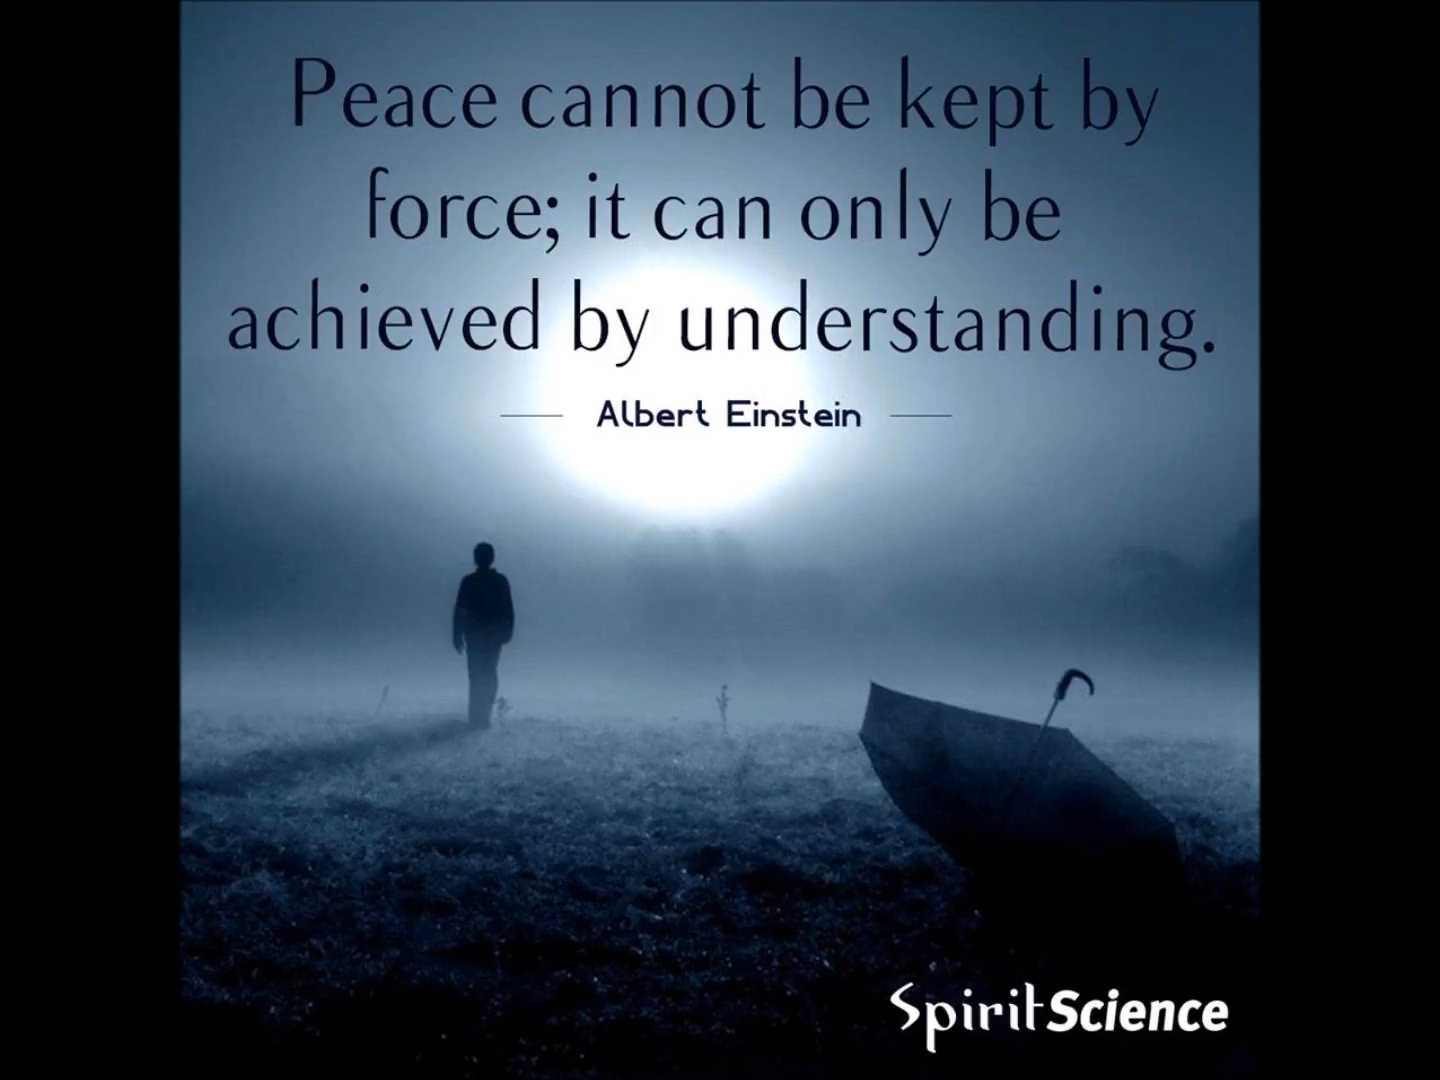 Peace cannot be kept by
force; it can only be
achieved by understanding.
Albert Einstein
SpiritScience